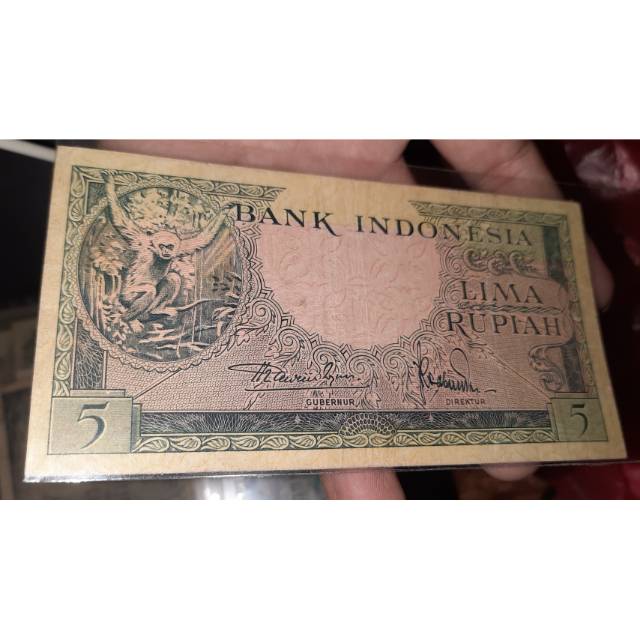 BANK INDONESIA
LIMA
RUPIAH
GUBERNUR
DIREKTUR
5
5